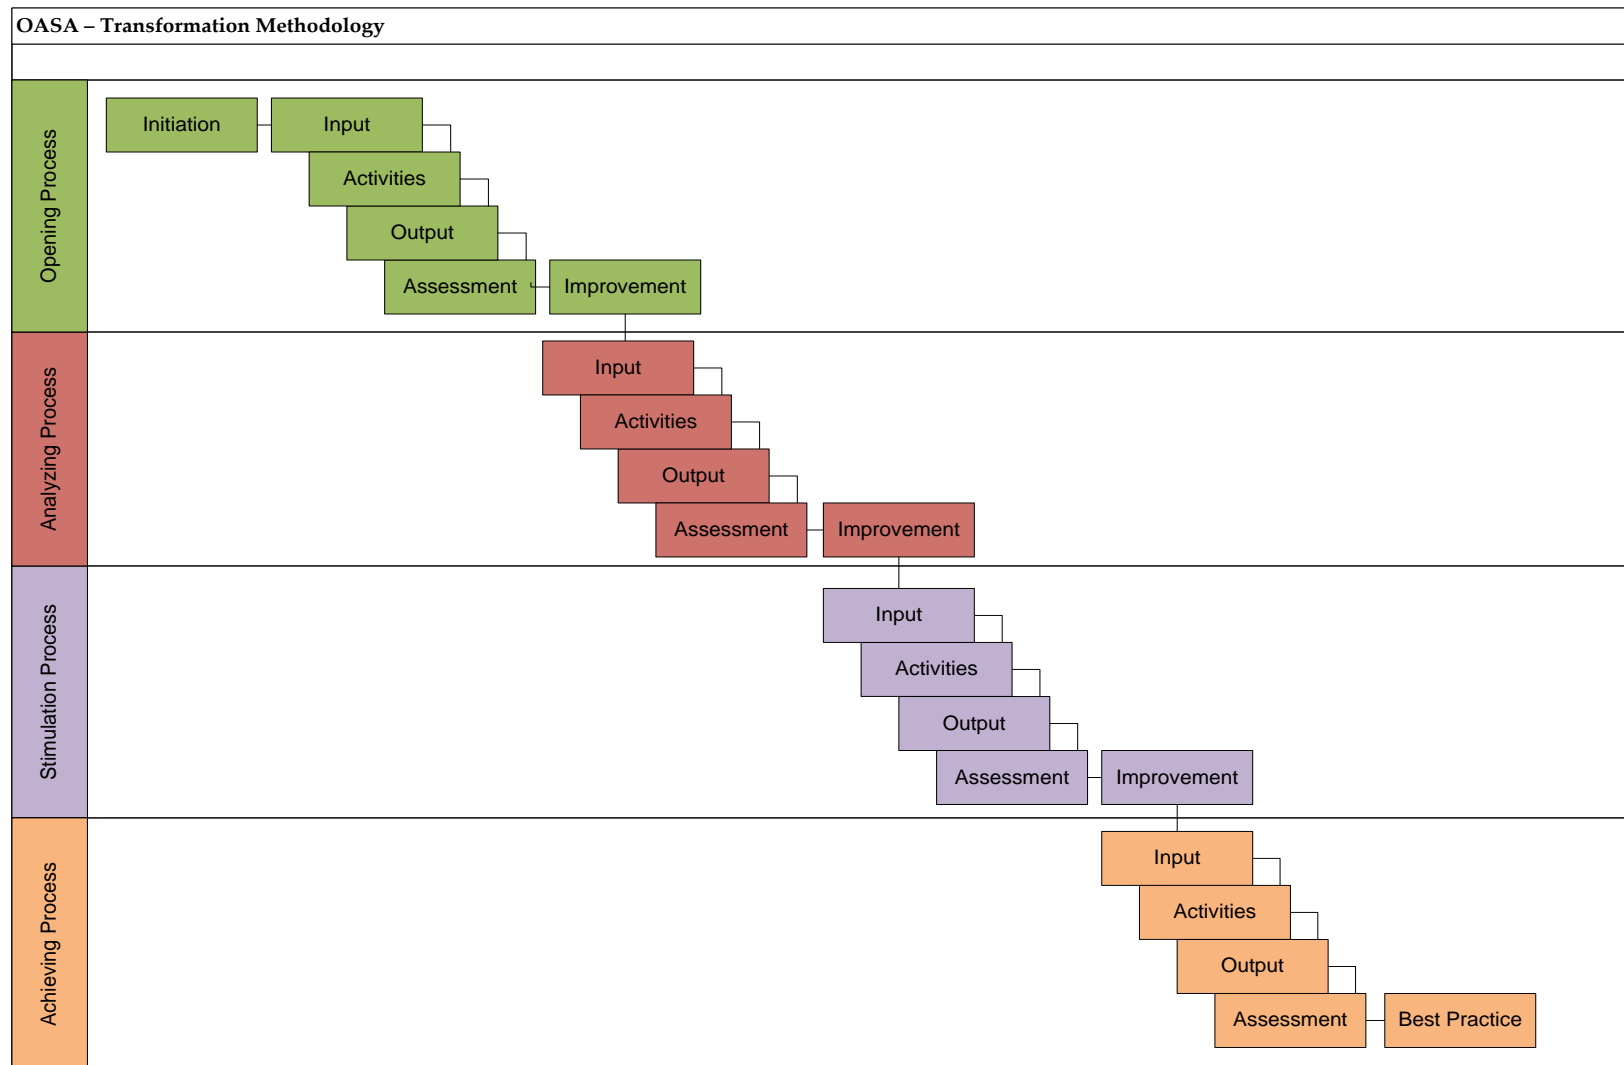 OASA – Transformation Methodology
Opening Process
Initiation
Input
Activities
Output
Assessment
Improvement
Analyzing Process
Input
Activities
Output
Assessment
Improvement
Stimulation Process
Input
Activities
Output
Assessment
Improvement
Achieving Process
Input
Activities
Output
Assessment
Best Practice